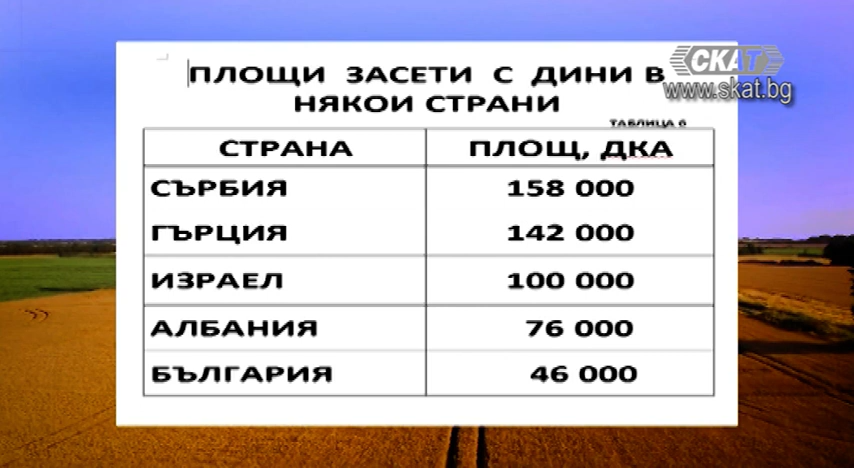 СКАТ
www.skat.bg
ПЛОЩИ ЗАСЕТИ С ДИНИ В
НЯКОИ СТРАНИ
ТАБЛИЦА 6
СТРАНА ПЛОЩ, ДКА
СЪРБИЯ 158 000
ГЪРЦИЯ 142 000
ИЗРАЕЛ 100 000
АЛБАНИЯ 76 000
БЪЛГАРИЯ 46 000